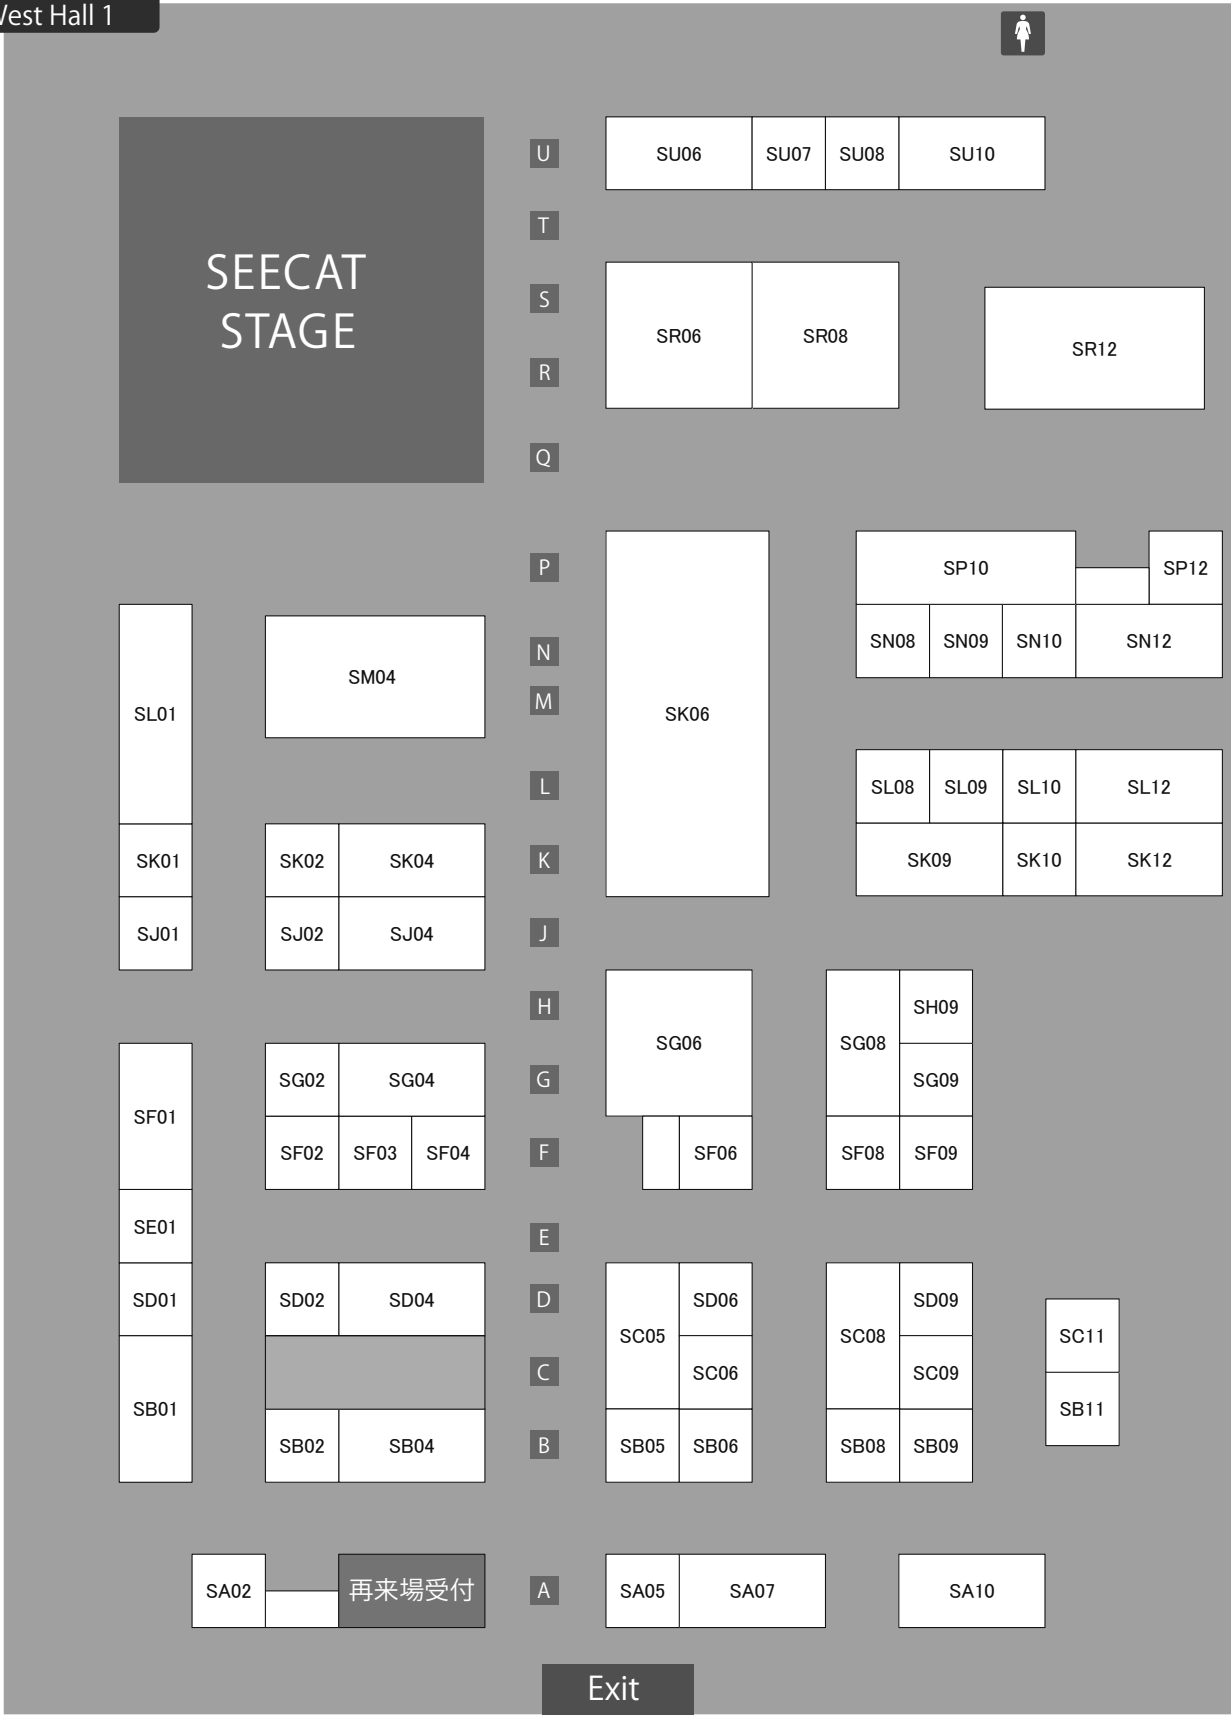 West Hall 1
U
SU06
SU07
SU08
SU10
T
SEECAT
STAGE
S
R
SR06
SR08
SR12
Q
P
SP10
SP12
SL01
SM04
N
M
SK06
SN08
SN09
SN10
SN12
L
SL08
SL09
SL10
SL12
SK01
SK02
SK04
K
SK09
SK10
SK12
SJ01
SJ02
SJ04
J
H
SG06
SG08
SH09
SF01
SG02
SG04
G
SG09
SF02
SF03
SF04
F
SF06
SF08
SF09
SE01
E
SD01
SD02
SD04
D
SC05
SD06
SC08
SD09
SC11
SB01
C
SC06
SC09
SB11
SB02
SB04
B
SB05
SB06
SB08
SB09
SA02
再来場受付
A
SA05
SA07
SA10
Exit